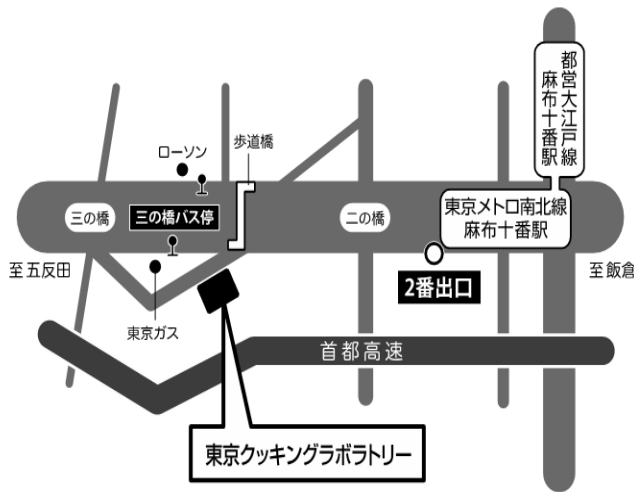 都営大江戸線
麻布十番駅
歩道橋
ローソン
三の橋
三の橋バス停
二の橋
東京メトロ南北線
麻布十番駅
至五反田
至飯倉
2番出口
東京ガス
首都高速
東京クッキングラボラトリー